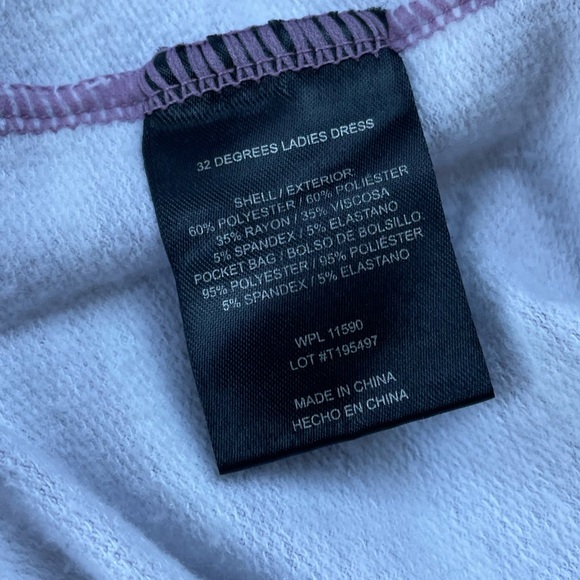 32 DEGREES LADIES DRESS
SHELL / EXTERIOR:
60% POLYESTER / 60% POLIÉSTER
35% RAYON / 35% VISCOSA
5% SPANDEX / 5% ELASTANO
POCKET BAG / BOLSO DE BOLSILLO:
95% POLYESTER / 95% POLIÉSTER
5% SPANDEX / 5% ELASTANO
WPL 11590
LOT #T195497
MADE IN CHINA
HECHO EN CHINA